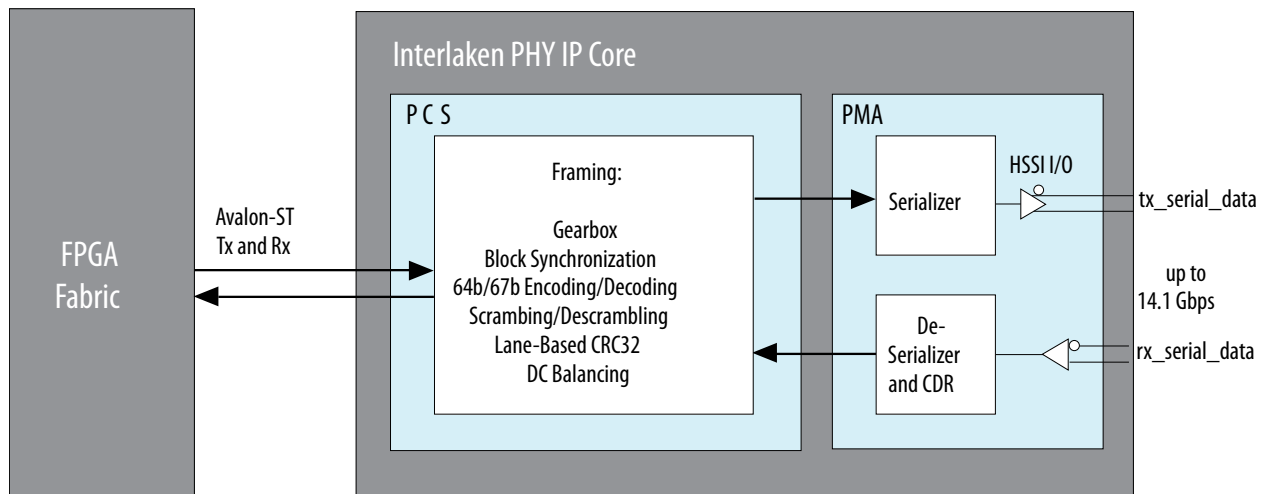 Interlaken PHY IP Core
P C S
PMA
Framing:
Gearbox
Block Synchronization
64b/67b Encoding/Decoding
Scrambing/Descrambling
Lane-Based CRC32
DC Balancing
HSSI I/O
Serializer
tx_serial_data
Avalon-ST
Tx and Rx
FPGA
Fabric
up to
14.1 Gbps
De-
Serializer
and CDR
rx_serial_data